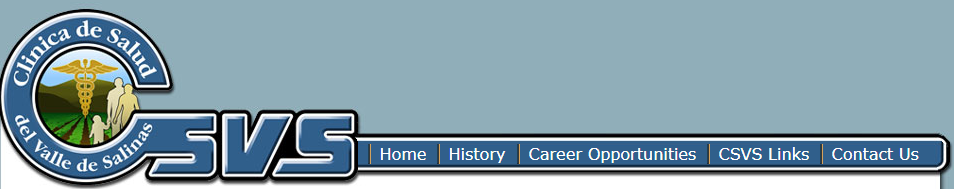 Clinica de Salud
del Valle de Salinas
CSVS
Home | History | Career Opportunities | CSVS Links | Contact Us